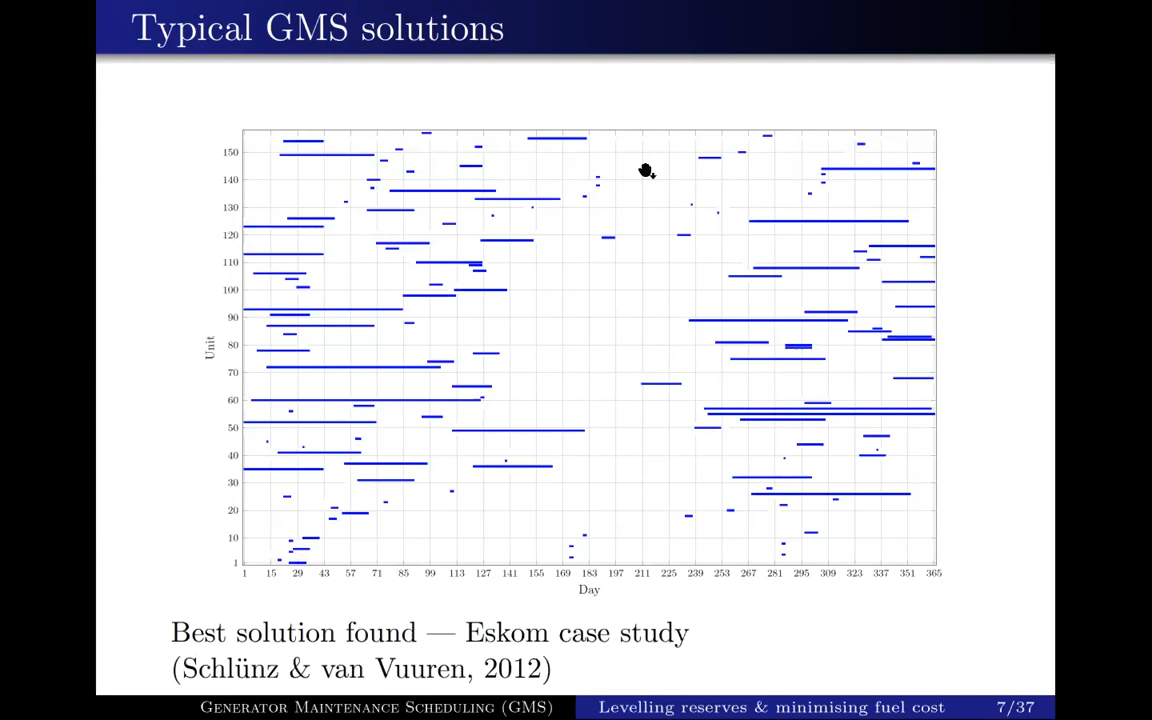 Typical GMS solutions
150
140
130
120
110
100
90
80
70
60
50
40
30
20
10
1
Unit
1 15 29 43 57 71 85 99 113 127 141 155 169 183 197 211 225 239 253 267 281 295 309 323 337 351 365
Day
Best solution found — Eskom case study
(Schlünz & van Vuuren, 2012)
Generator Maintenance Scheduling (GMS) Levelling reserves & minimising fuel cost 7/37